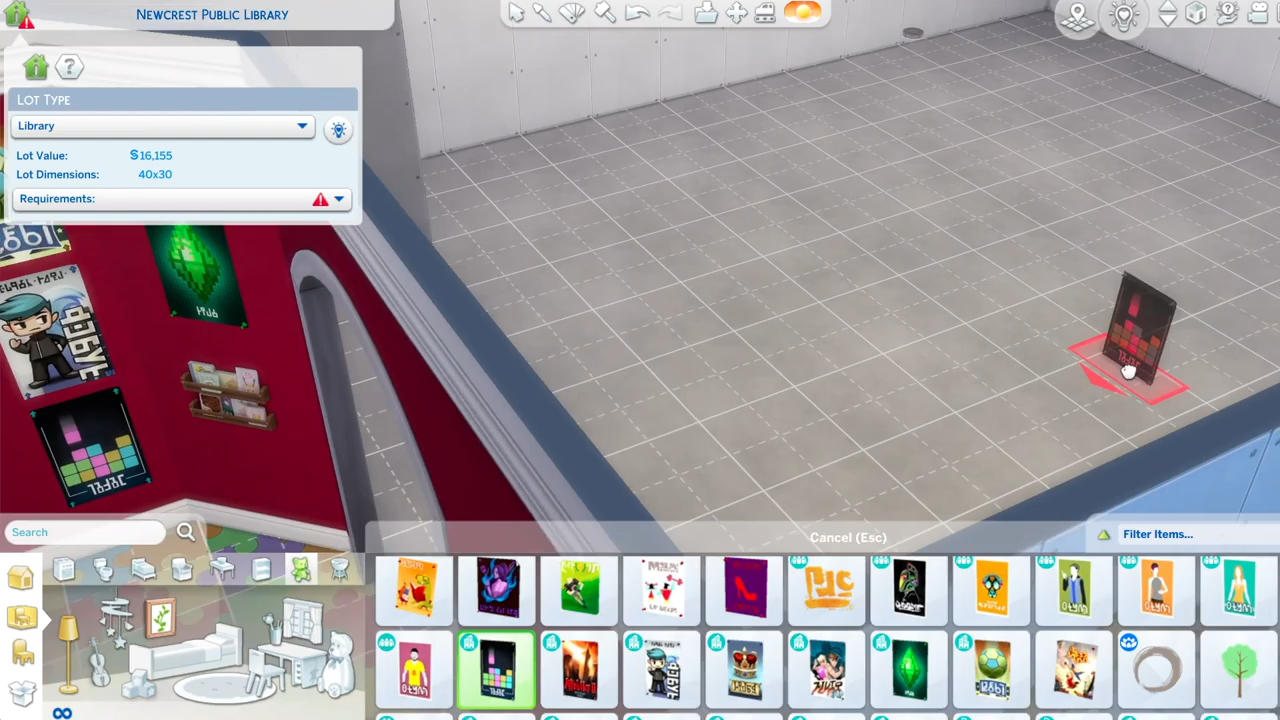 Newcrest Public Library
Lot Type
Library
Lot Value: §16,155
Lot Dimensions: 40x30
Requirements:
Search
Cancel (Esc)
Filter Items...